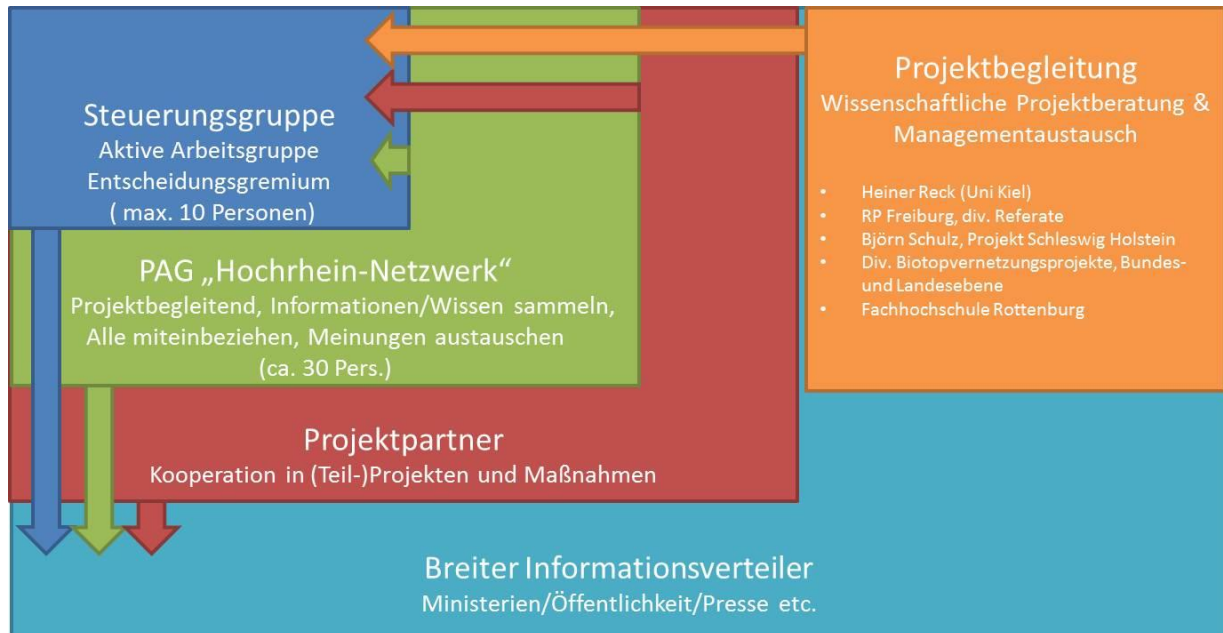 Steuerungsgruppe
Aktive Arbeitsgruppe
Entscheidungsgremium
( max. 10 Personen)
Projektbegleitung
Wissenschaftliche Projektberatung &
Managementaustausch
• Heiner Reck (Uni Kiel)
• RP Freiburg, div. Referate
• Björn Schulz, Projekt Schleswig Holstein
• Div. Biotopvernetzungsprojekte, Bundes-
und Landesebene
• Fachhochschule Rottenburg
PAG „Hochrhein-Netzwerk“
Projektbegleitend, Informationen/Wissen sammeln,
Alle miteinbeziehen, Meinungen austauschen
(ca. 30 Pers.)
Projektpartner
Kooperation in (Teil-)Projekten und Maßnahmen
Breiter Informationsverteiler
Ministerien/Öffentlichkeit/Presse etc.